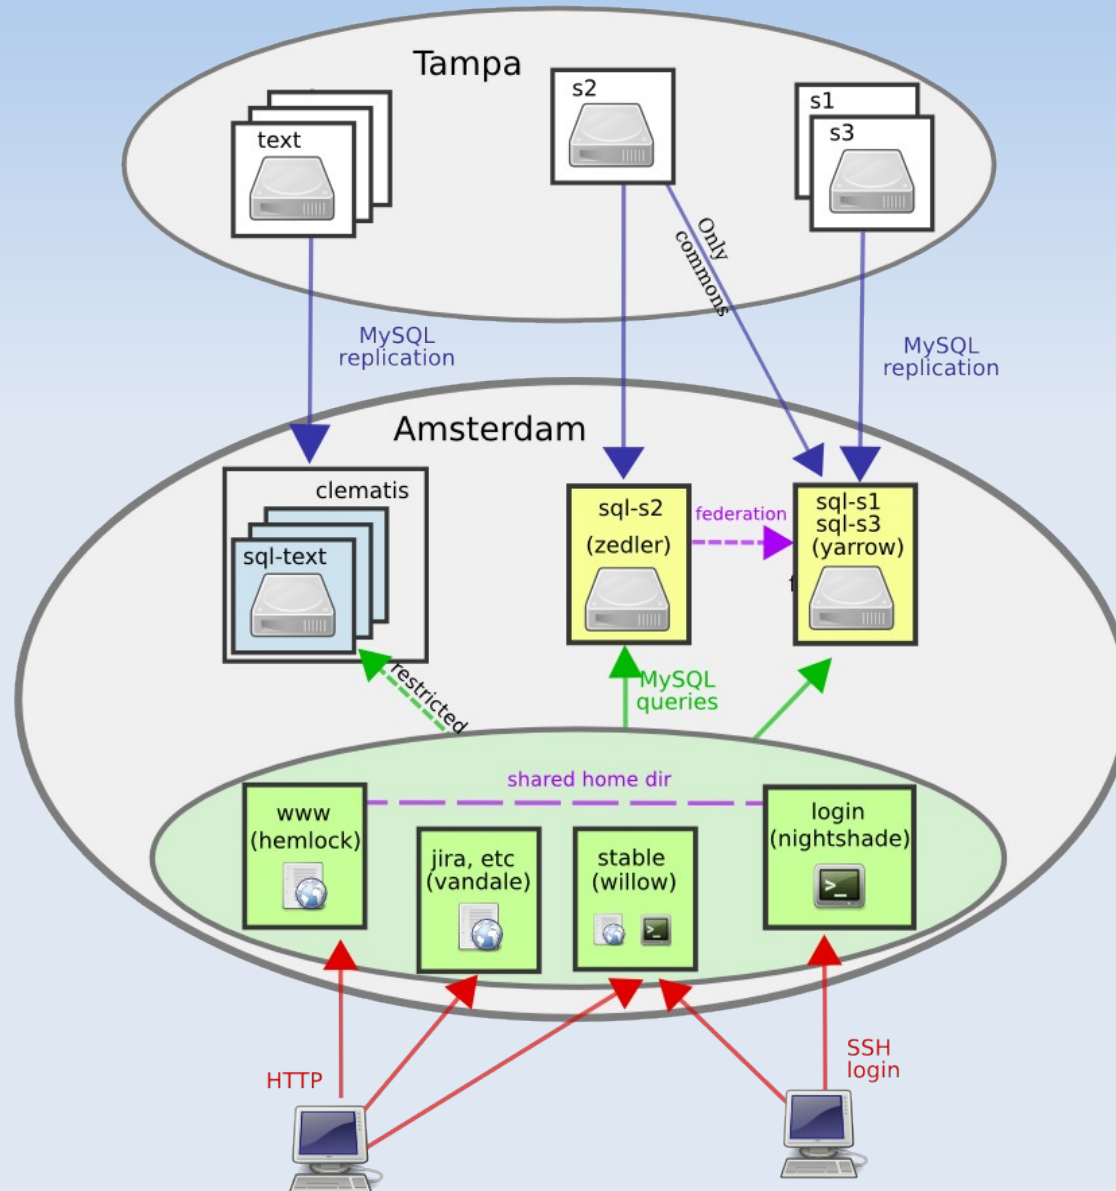 Tampa
text
s2
s1
s3
Only
commons
MySQL
replication
MySQL
replication
Amsterdam
clematis
sql-text
sql-s2
(zedler)
federation
sql-s1
sql-s3
(yarrow)
restricted
MySQL
queries
shared home dir
www
(hemlock)
jira, etc
(vandale)
stable
(willow)
login
(nightshade)
>_
>_
HTTP
SSH
login